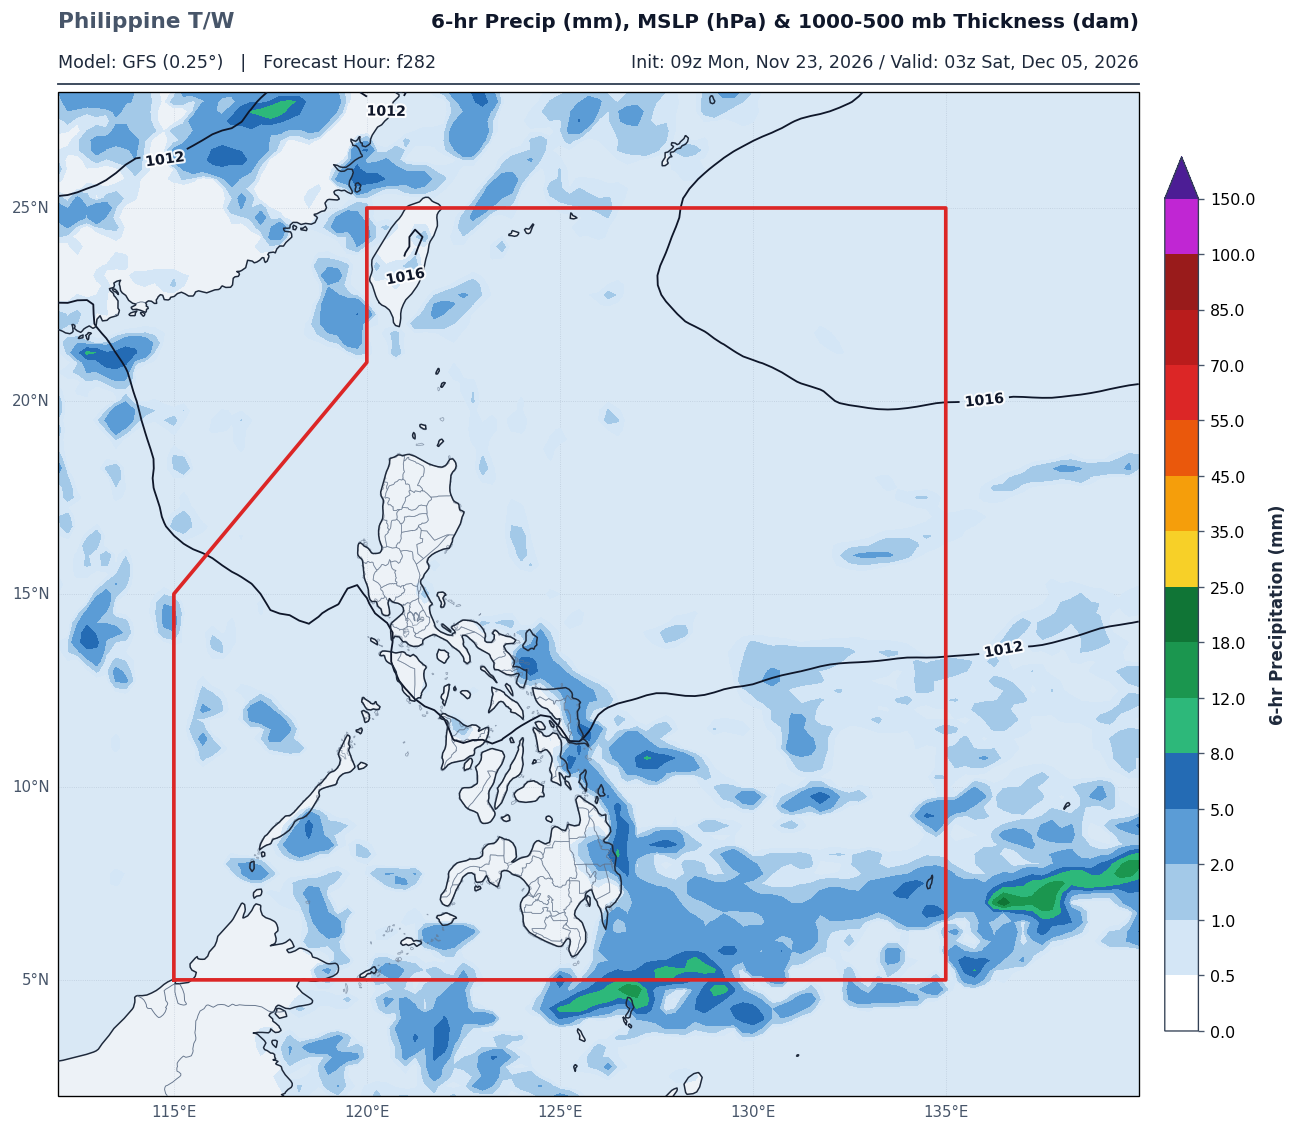 Philippine T/W
6-hr Precip (mm), MSLP (hPa) & 1000-500 mb Thickness (dam)
Model: GFS (0.25°) | Forecast Hour: f282
Init: 09z Mon, Nov 23, 2026 / Valid: 03z Sat, Dec 05, 2026
1012
1012
1016
1016
1012
25°N
20°N
15°N
10°N
5°N
115°E
120°E
125°E
130°E
135°E
150.0
100.0
85.0
70.0
55.0
45.0
35.0
25.0
18.0
12.0
8.0
5.0
2.0
1.0
0.5
0.0
6-hr Precipitation (mm)